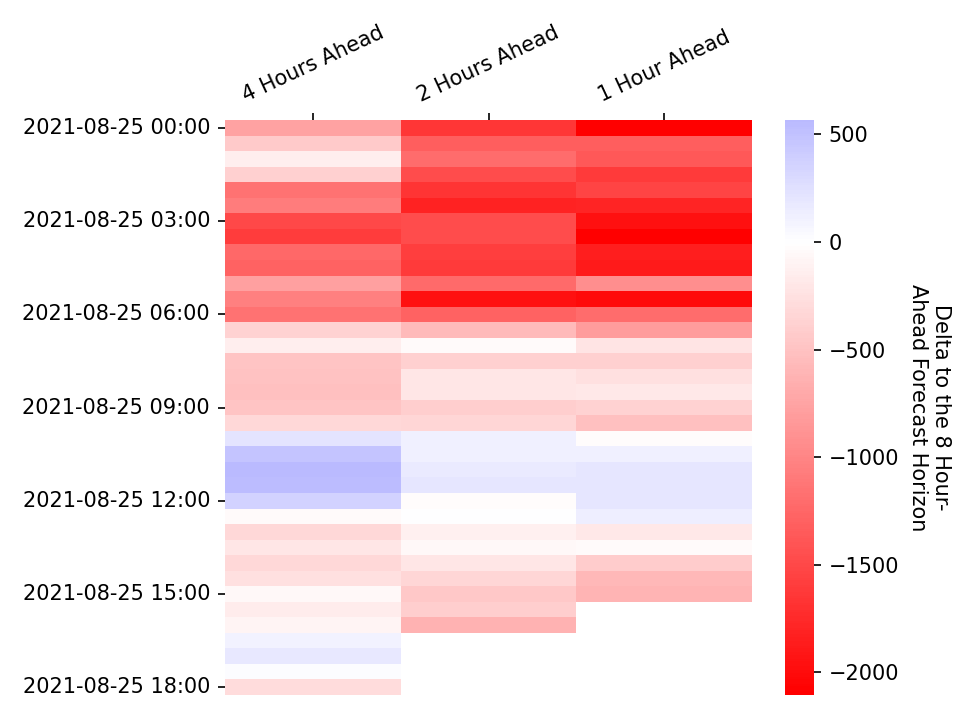 4 Hours Ahead
2 Hours Ahead
1 Hour Ahead
2021-08-25 00:00
2021-08-25 03:00
2021-08-25 06:00
2021-08-25 09:00
2021-08-25 12:00
2021-08-25 15:00
2021-08-25 18:00
500
0
−500
−1000
−1500
−2000
Delta to the 8 Hour-
Ahead Forecast Horizon